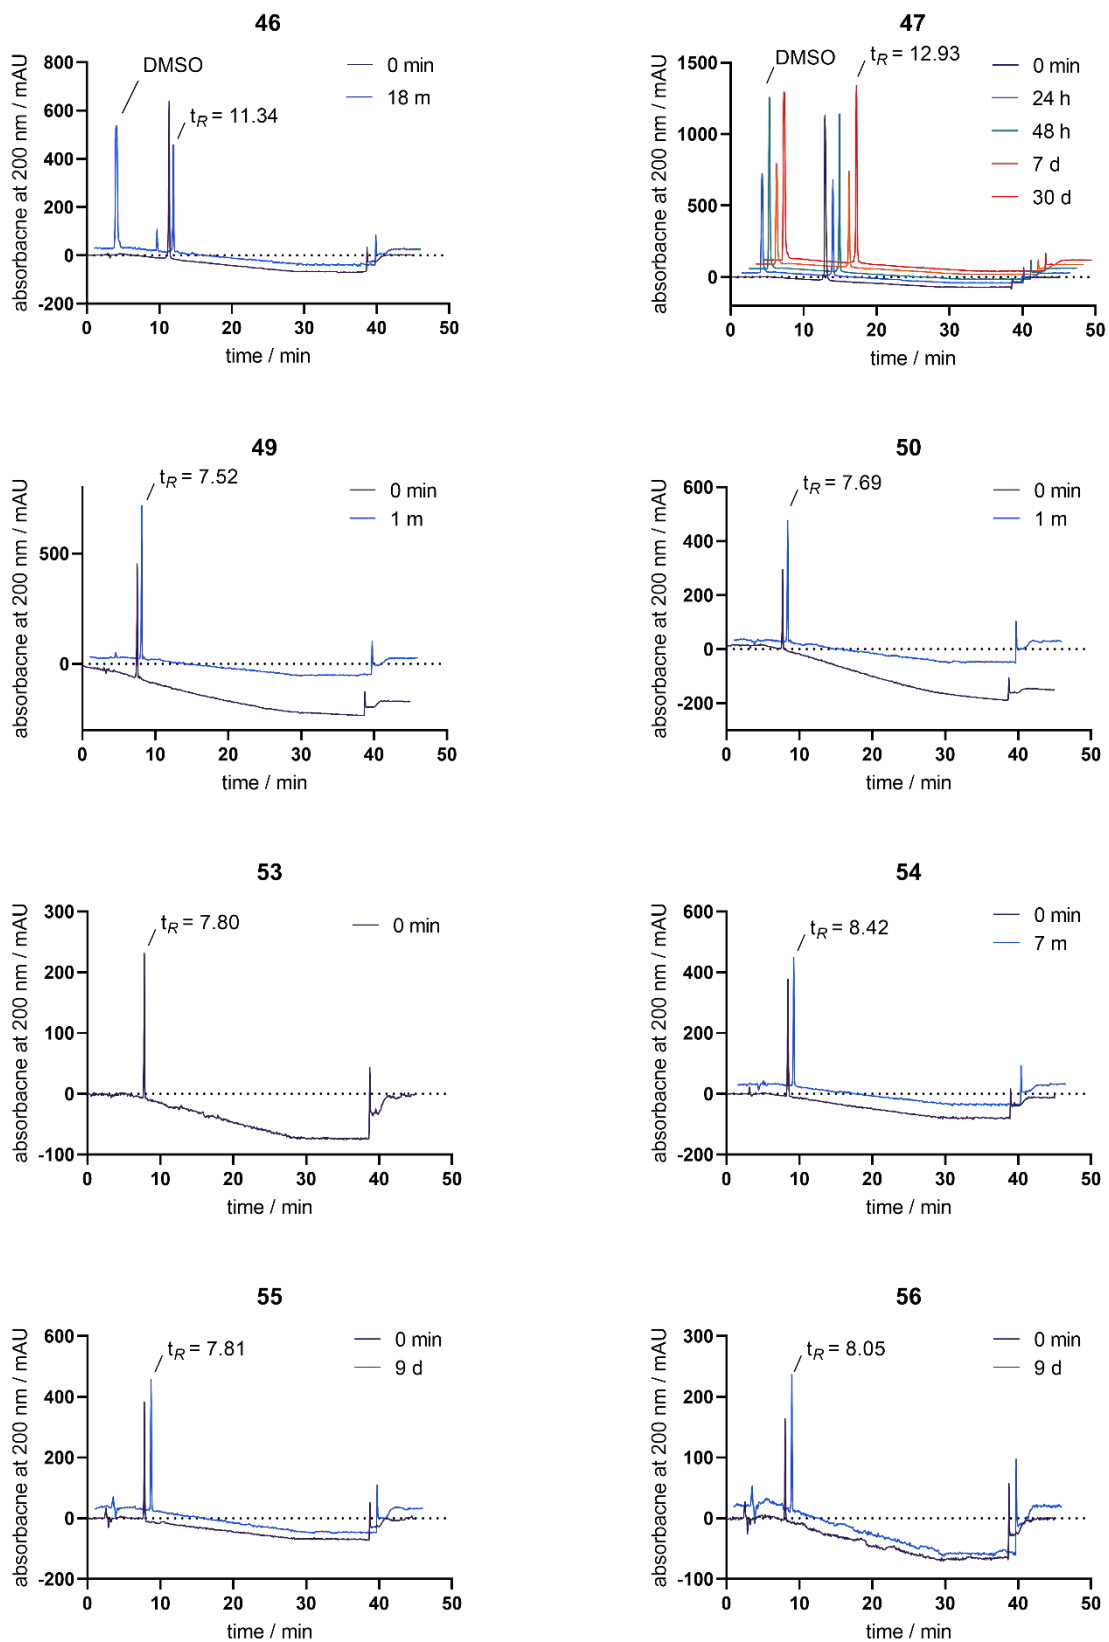 46
absorbacne at 200 nm / mAU
800
600
400
200
0
-200
0
10
20
30
40
50
time / min
DMSO
tR = 11.34
0 min
18 m
47
absorbacne at 200 nm / mAU
1500
1000
500
0
0
10
20
30
40
50
time / min
DMSO
tR = 12.93
0 min
24 h
48 h
7 d
30 d
49
absorbacne at 200 nm / mAU
500
0
0
10
20
30
40
50
time / min
tR = 7.52
0 min
1 m
50
absorbacne at 200 nm / mAU
600
400
200
0
-200
0
10
20
30
40
50
time / min
tR = 7.69
0 min
1 m
53
absorbacne at 200 nm / mAU
300
200
100
0
-100
0
10
20
30
40
50
time / min
tR = 7.80
0 min
54
absorbacne at 200 nm / mAU
600
400
200
0
-200
0
10
20
30
40
50
time / min
tR = 8.42
0 min
7 m
55
absorbacne at 200 nm / mAU
600
400
200
0
-200
0
10
20
30
40
50
time / min
tR = 7.81
0 min
9 d
56
absorbacne at 200 nm / mAU
300
200
100
0
-100
0
10
20
30
40
50
time / min
tR = 8.05
0 min
9 d